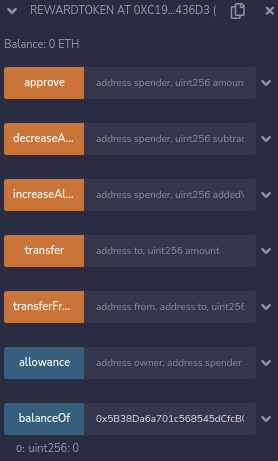 REWARDTOKEN AT 0XC19...436D3 (
Balance: 0 ETH
approve address spender, uint256 amoun
decreaseA... address spender, uint256 subtrac
increaseAl... address spender, uint256 added
transfer address to, uint256 amount
transferFr... address from, address to, uint256
allowance address owner, address spender
balanceOf 0x5B38Da6a701c568545dCfcB
0: uint256: 0